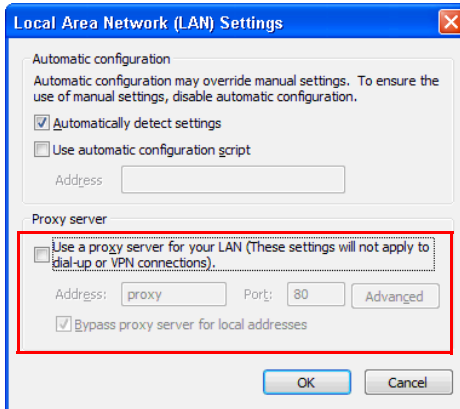 Local Area Network (LAN) Settings
Automatic configuration
Automatic configuration may override manual settings. To ensure the
use of manual settings, disable automatic configuration.
Automatically detect settings
Use automatic configuration script
Address
Proxy server
Use a proxy server for your LAN (These settings will not apply to
dial-up or VPN connections).
Address: proxy Port: 80 Advanced
Bypass proxy server for local addresses
OK Cancel